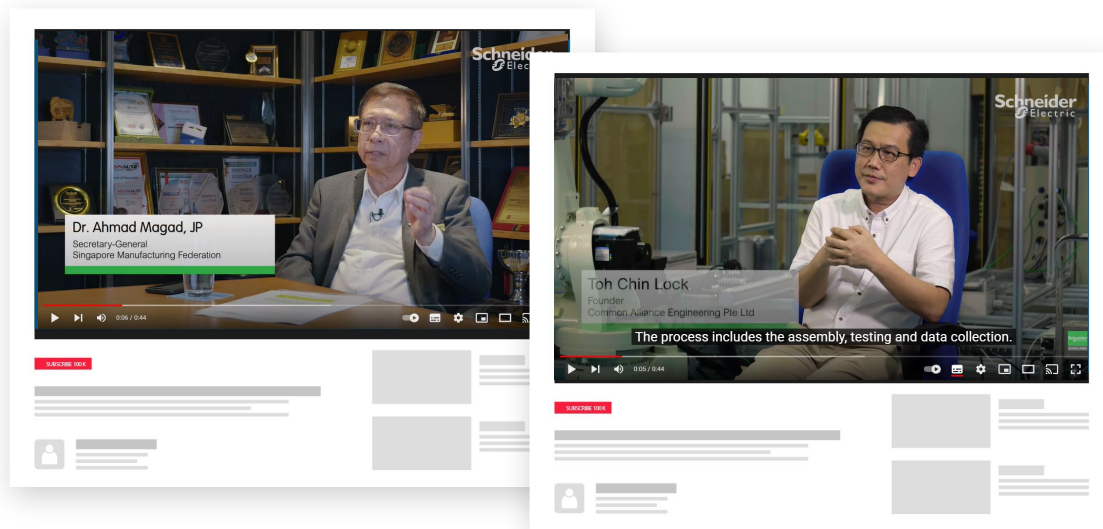 Schneider
Electric
Dr. Ahmad Magad, JP
Secretary-General
Singapore Manufacturing Federation
0:06 / 0:44
SUBSCRIBE 100K
Schneider
Electric
Toh Chin Lock
Founder
Common Alliance Engineering Pte Ltd
The process includes the assembly, testing and data collection.
0:05 / 0:44
SUBSCRIBE 100K